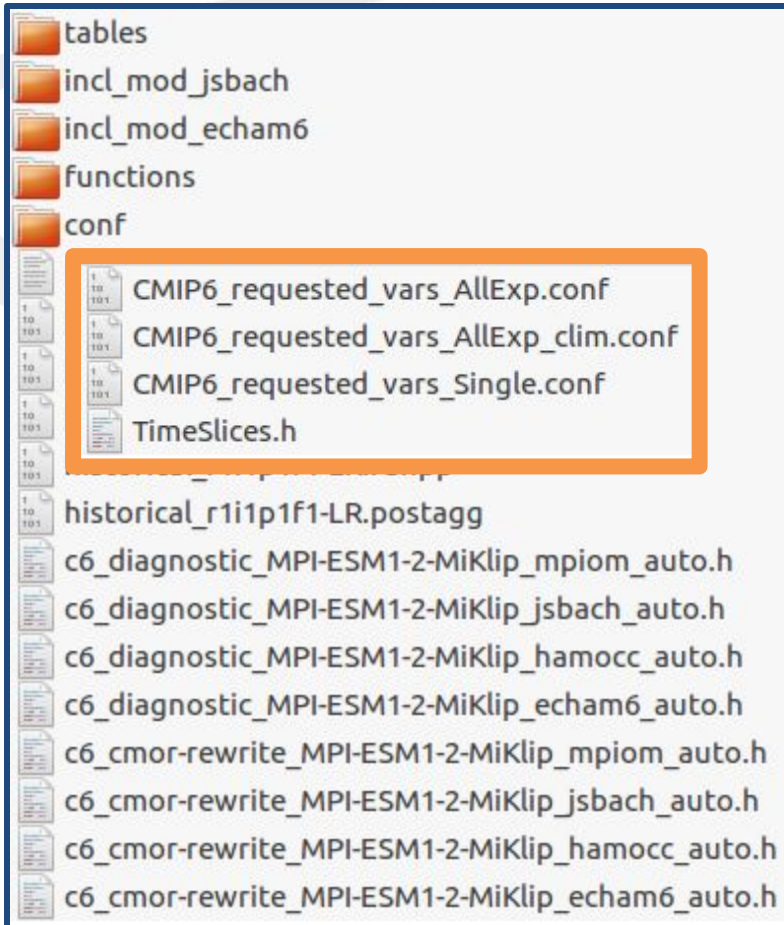 tables
incl_mod_jsbach
incl_mod_echam6
functions
conf
CMIP6_requested_vars_AllExp.conf
CMIP6_requested_vars_AllExp_clim.conf
CMIP6_requested_vars_Single.conf
TimeSlices.h
historical_r1i1p1f1-LR.postagg
c6_diagnostic_MPI-ESM1-2-MiKlip_mpiom_auto.h
c6_diagnostic_MPI-ESM1-2-MiKlip_jsbach_auto.h
c6_diagnostic_MPI-ESM1-2-MiKlip_hamocc_auto.h
c6_diagnostic_MPI-ESM1-2-MiKlip_echam6_auto.h
c6_cmor-rewrite_MPI-ESM1-2-MiKlip_mpiom_auto.h
c6_cmor-rewrite_MPI-ESM1-2-MiKlip_jsbach_auto.h
c6_cmor-rewrite_MPI-ESM1-2-MiKlip_hamocc_auto.h
c6_cmor-rewrite_MPI-ESM1-2-MiKlip_echam6_auto.h